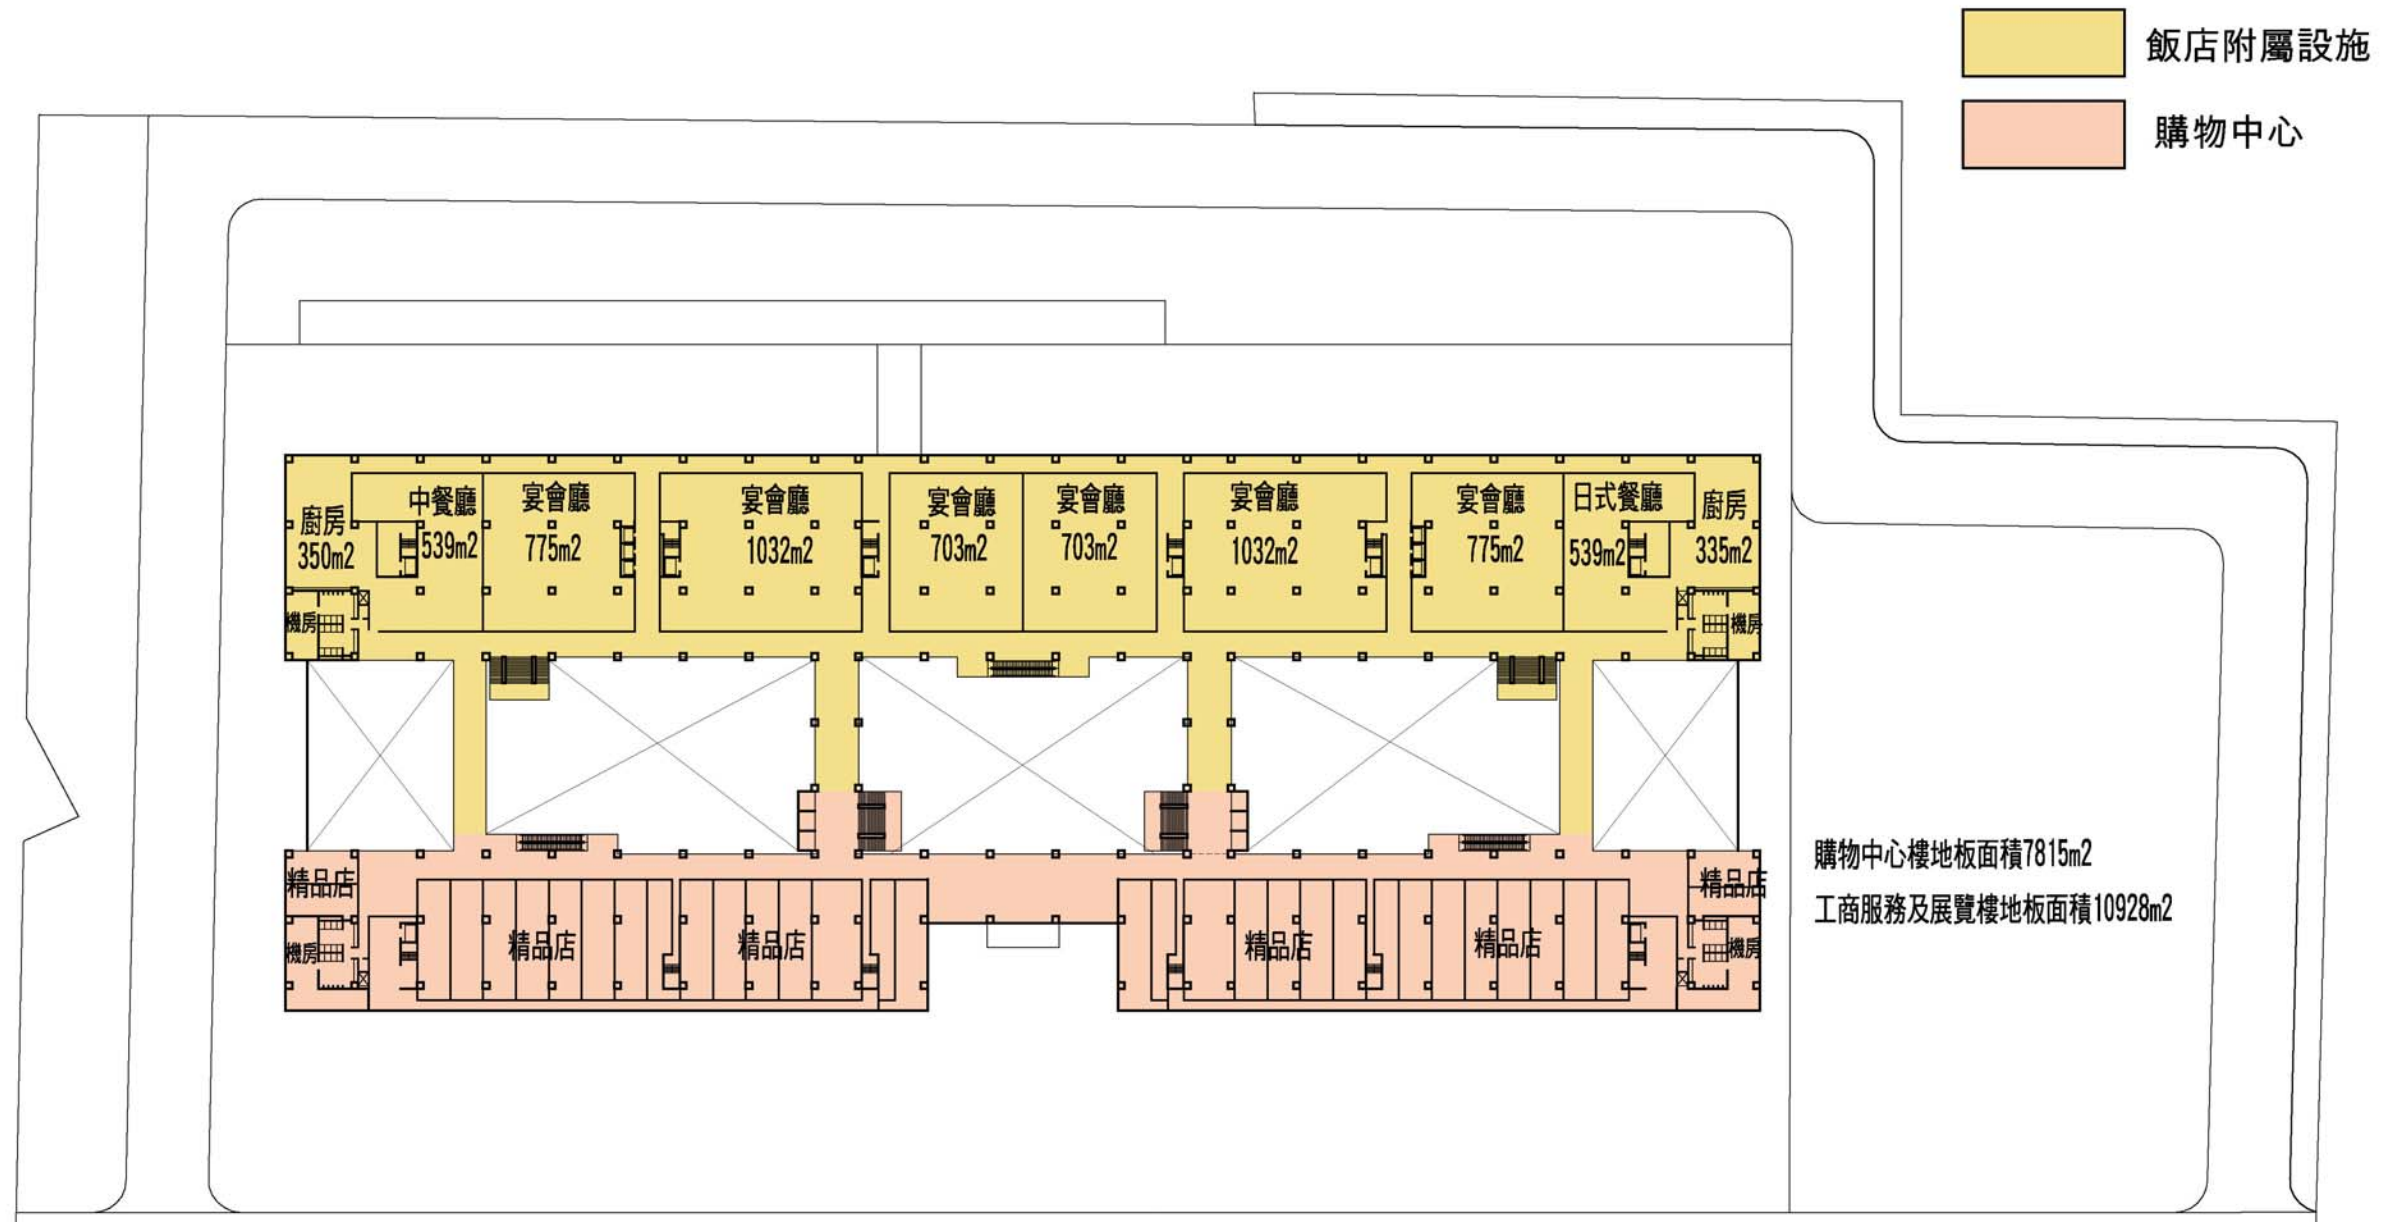 飯店附屬設施
購物中心
廚房
350m2
中餐廳
539m2
宴會廳
775m2
宴會廳
1032m2
宴會廳
703m2
宴會廳
703m2
宴會廳
1032m2
宴會廳
775m2
日式餐廳
539m2
廚房
335m2
機房
機房
購物中心樓地板面積7815m2
工商服務及展覽樓地板面積10928m2
精品店
精品店
機房
精品店
精品店
精品店
精品店
機房